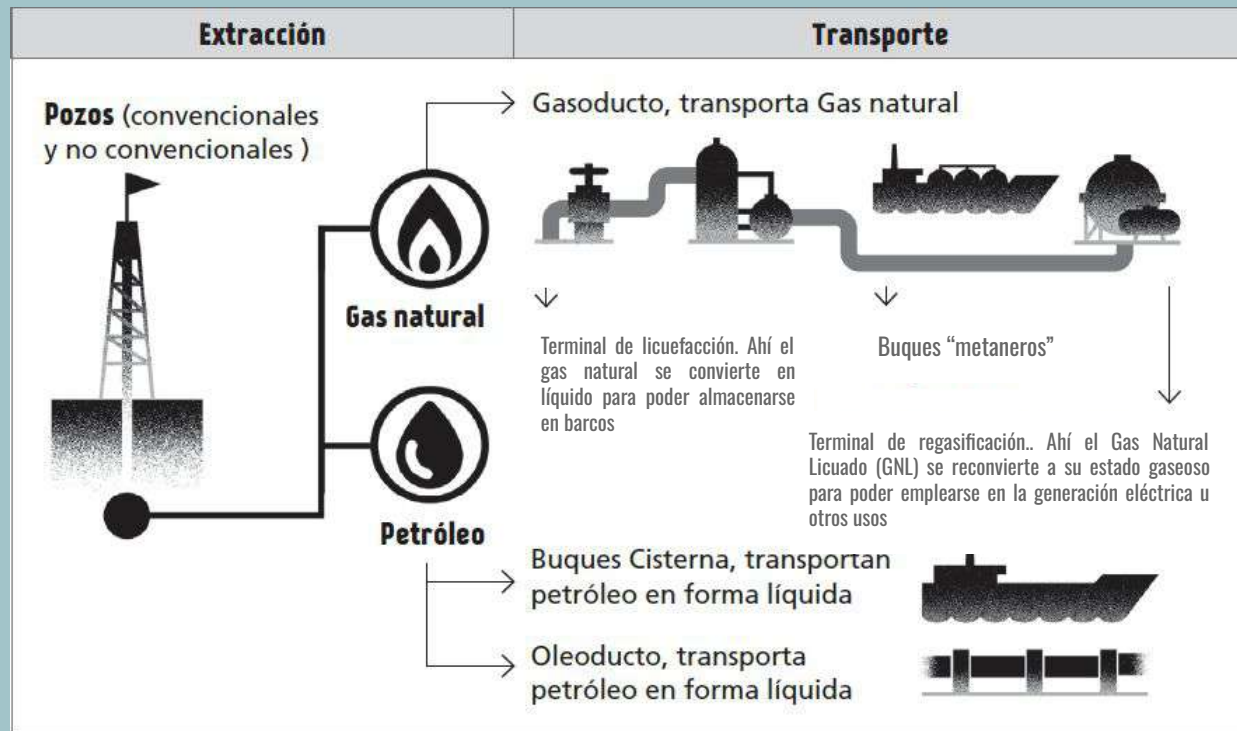 Extracción
Transporte
Pozos (convencionales
y no convencionales )
Gas natural
Petróleo
Gasoducto, transporta Gas natural
Terminal de licuefacción. Ahí el
gas natural se convierte en
líquido para poder almacenarse
en barcos
Buques “metaneros”
Terminal de regasificación.. Ahí el Gas Natural
Licuado (GNL) se reconvierte a su estado gaseoso
para poder emplearse en la generación eléctrica u
otros usos
Buques Cisterna, transportan
petróleo en forma líquida
Oleoducto, transporta
petróleo en forma líquida